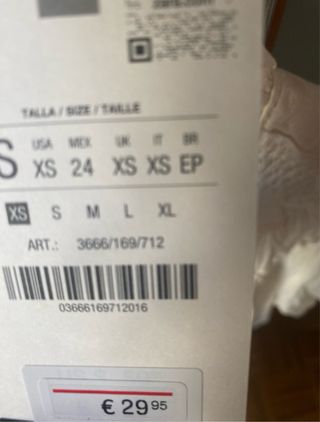 TALLA / SIZE / TAILLE
USA MEX UK IT BR
S XS 24 XS XS EP
XS S M L XL
ART.: 3666/169/712
03666169712016
€ 29 95